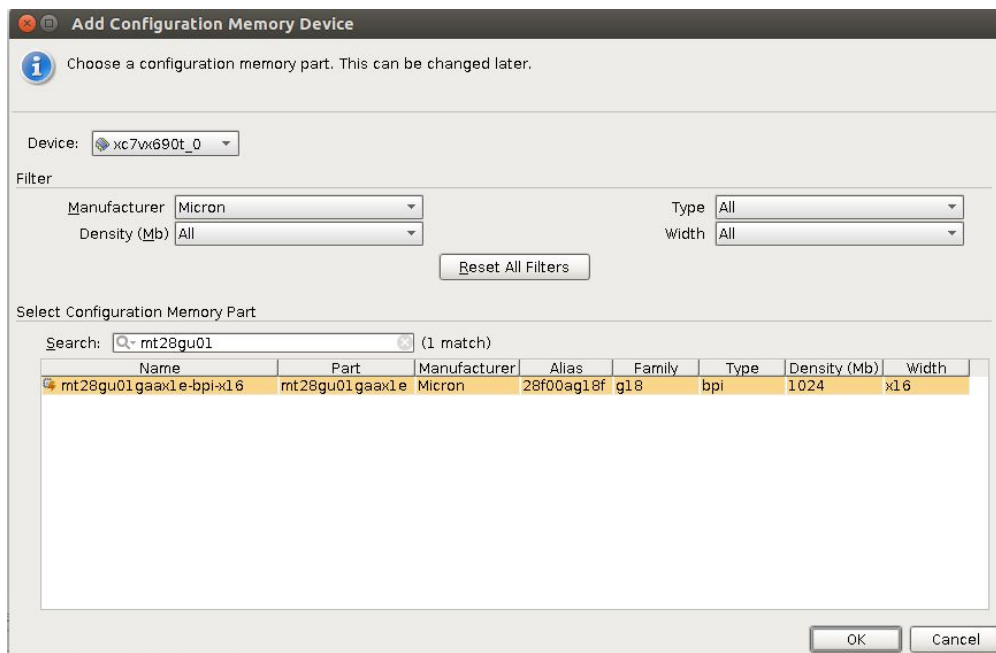 Add Configuration Memory Device
Choose a configuration memory part. This can be changed later.
Device: xc7vx690t_0
Filter
Manufacturer Micron Type All
Density (Mb) All Width All
Reset All Filters
Select Configuration Memory Part
Search: mt28gu01 (1 match)
Name Part Manufacturer Alias Family Type Density (Mb) Width
mt28gu01gaax1e-bpi-x16 mt28gu01gaax1e Micron 28f00ag18f g18 bpi 1024 x16
OK Cancel